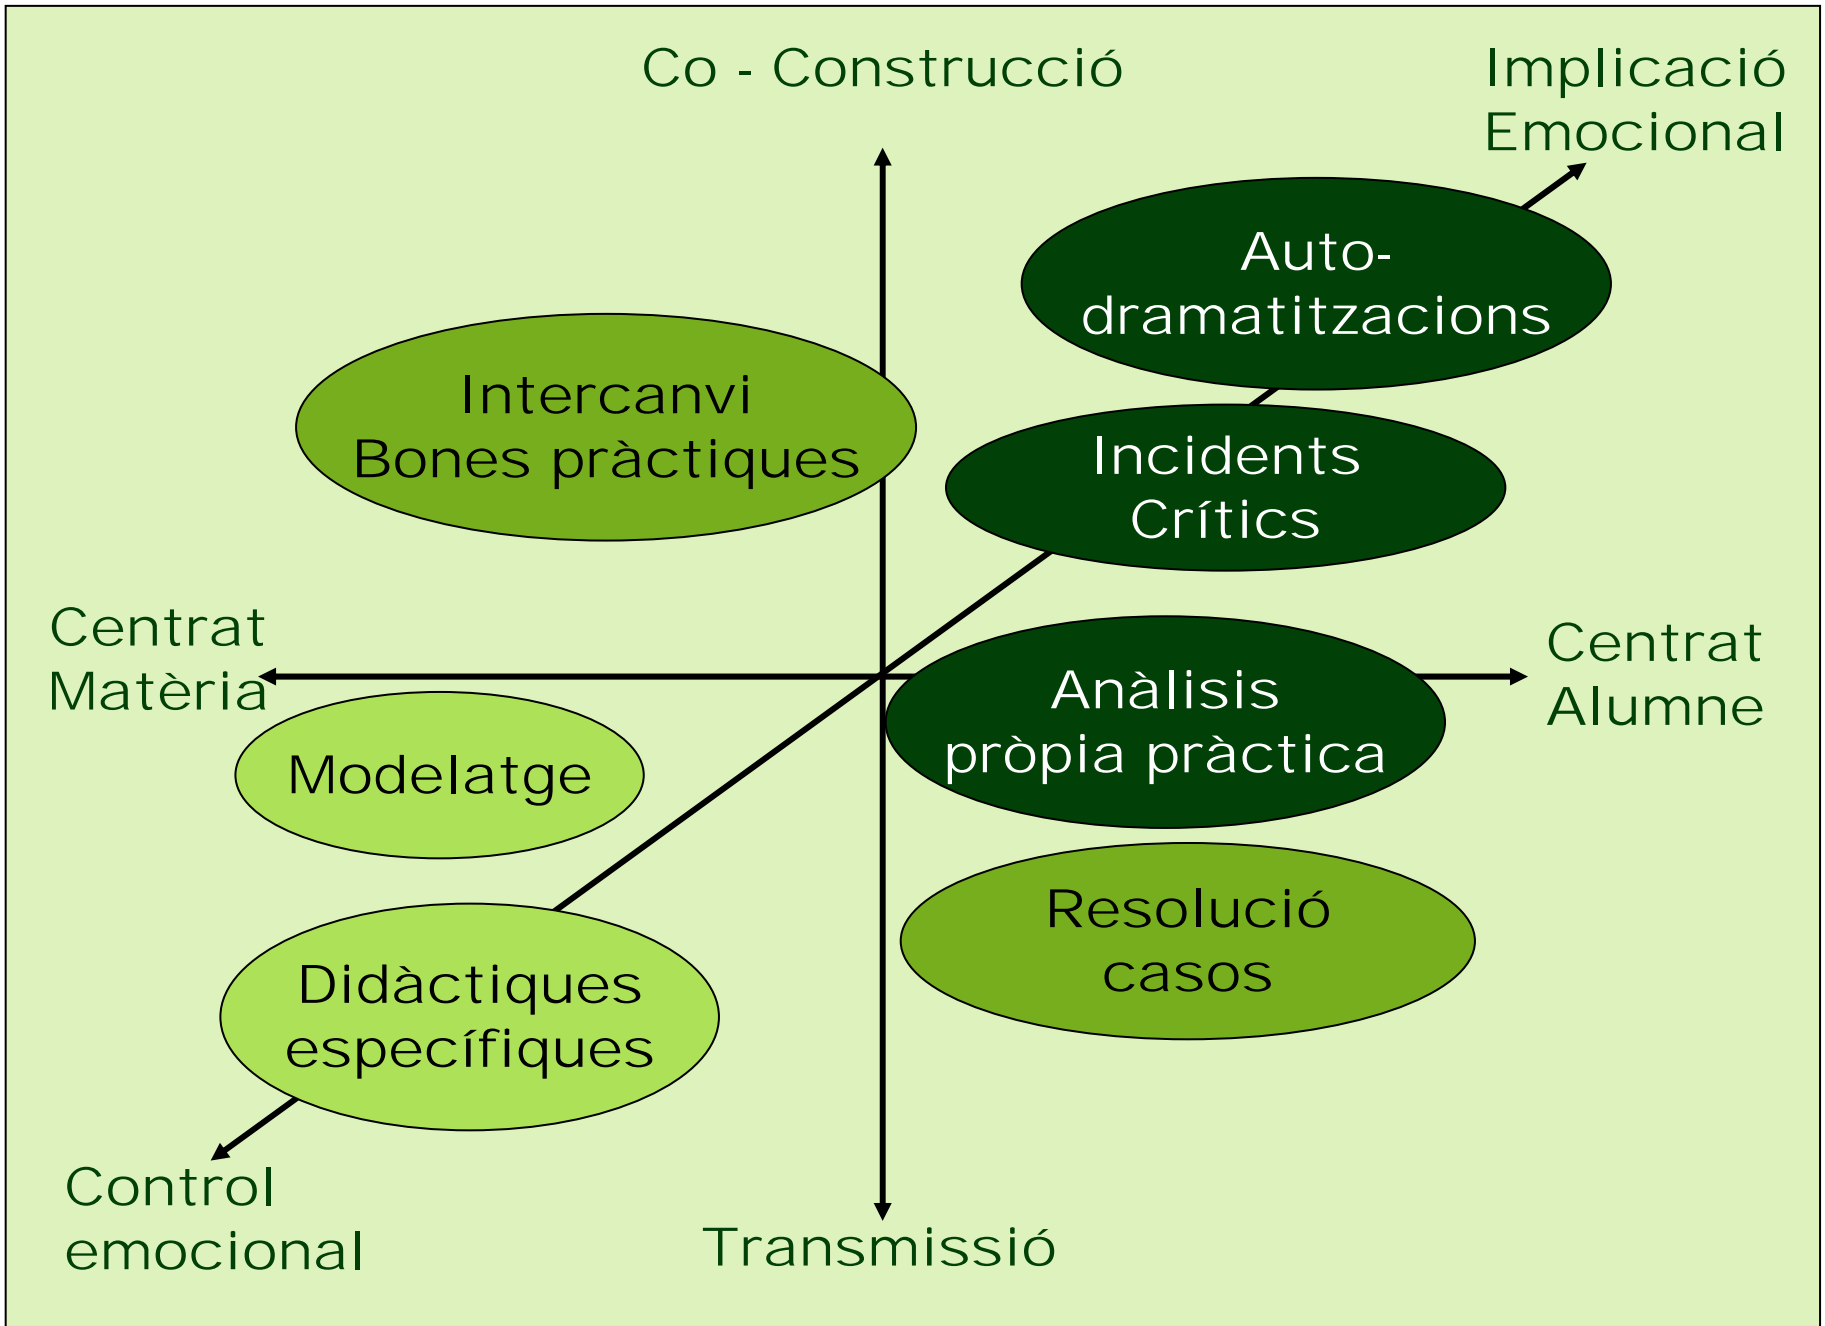 Co - Construcció
Implicació
Emocional
Auto-
dramatitzacions
Intercanvi
Bones pràctiques
Incidents
Crítics
Centrat
Matèria
Centrat
Alumne
Anàlisis
pròpia pràctica
Modelatge
Resolució
casos
Didàctiques
específiques
Control
emocional
Transmissió